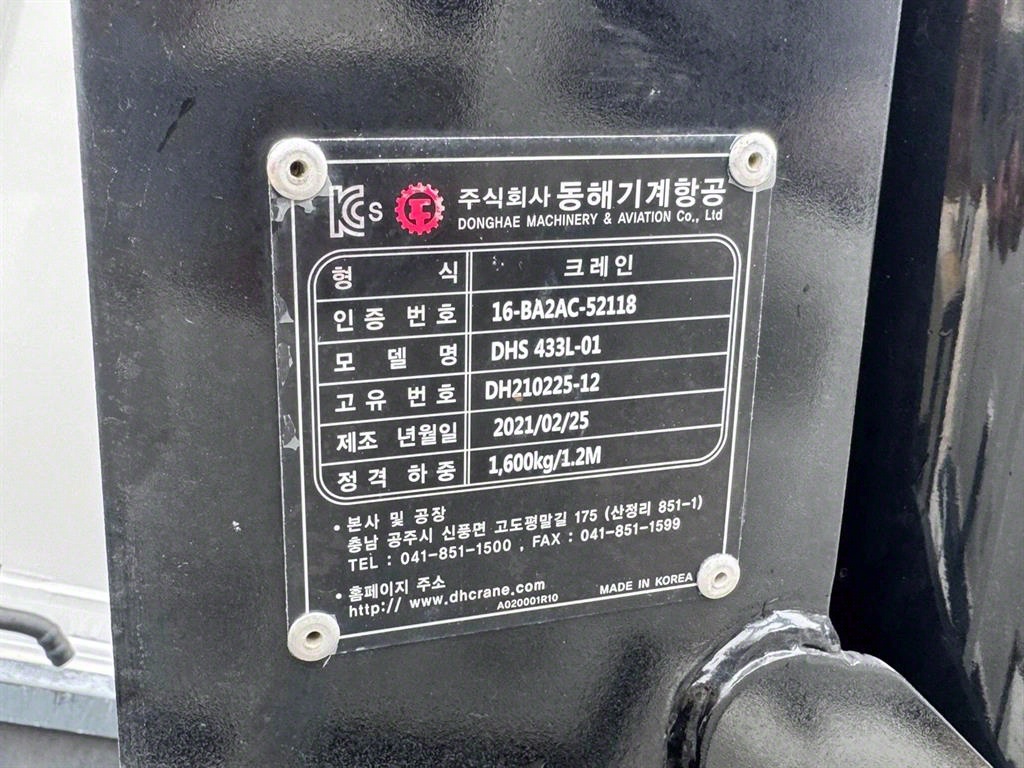 KCs 주식회사 동해기계항공
DONGHAE MACHINERY & AVIATION Co., Ltd
형 식 크레인
인증 번호 16-BA2AC-52118
모 델 명 DHS 433L-01
고유 번호 DH210225-12
제조 년월일 2021/02/25
정격 하중 1,600kg/1.2M
• 본사 및 공장
충남 공주시 신풍면 고도평말길 175 (산정리 851-1)
TEL : 041-851-1500 , FAX : 041-851-1599
• 홈페이지 주소
http:// www.dhcrane.com
A020001R10 MADE IN KOREA